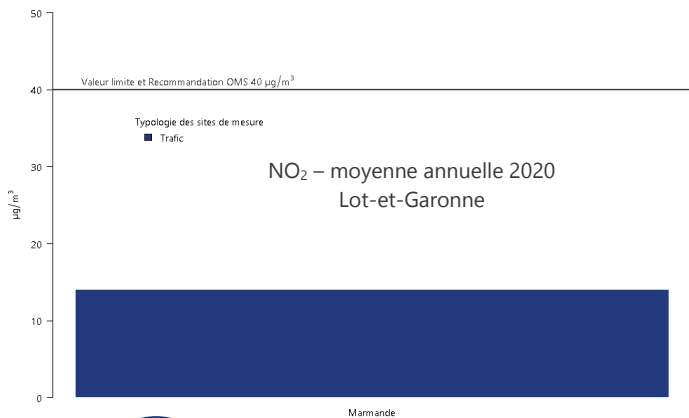 50
Valeur limite et Recommandation OMS 40 µg/m³
40
Typologie des sites de mesure
Trafic
NO₂ – moyenne annuelle 2020
Lot-et-Garonne
30
µg/m³
20
10
0
Marmande